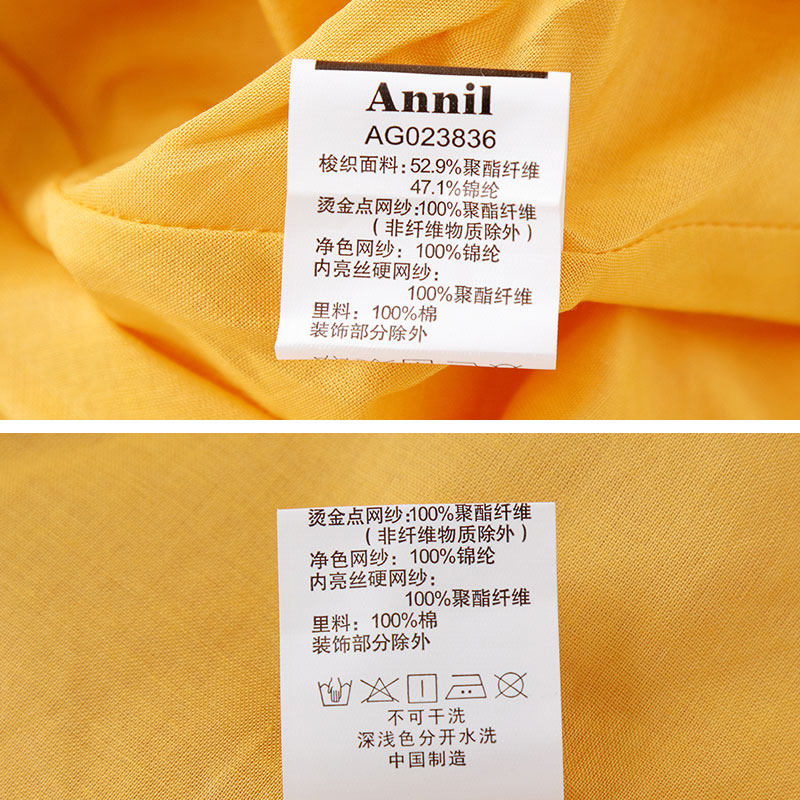 Annil
AG023836
梭织面料: 52.9%聚酯纤维
47.1%锦纶
烫金点网纱:100%聚酯纤维
(非纤维物质除外)
净色网纱: 100%锦纶
内亮丝硬网纱:
100%聚酯纤维
里料: 100%棉
装饰部分除外
烫金点网纱:100%聚酯纤维
(非纤维物质除外)
净色网纱: 100%锦纶
内亮丝硬网纱:
100%聚酯纤维
里料: 100%棉
装饰部分除外
不可干洗
深浅色分开水洗
中国制造